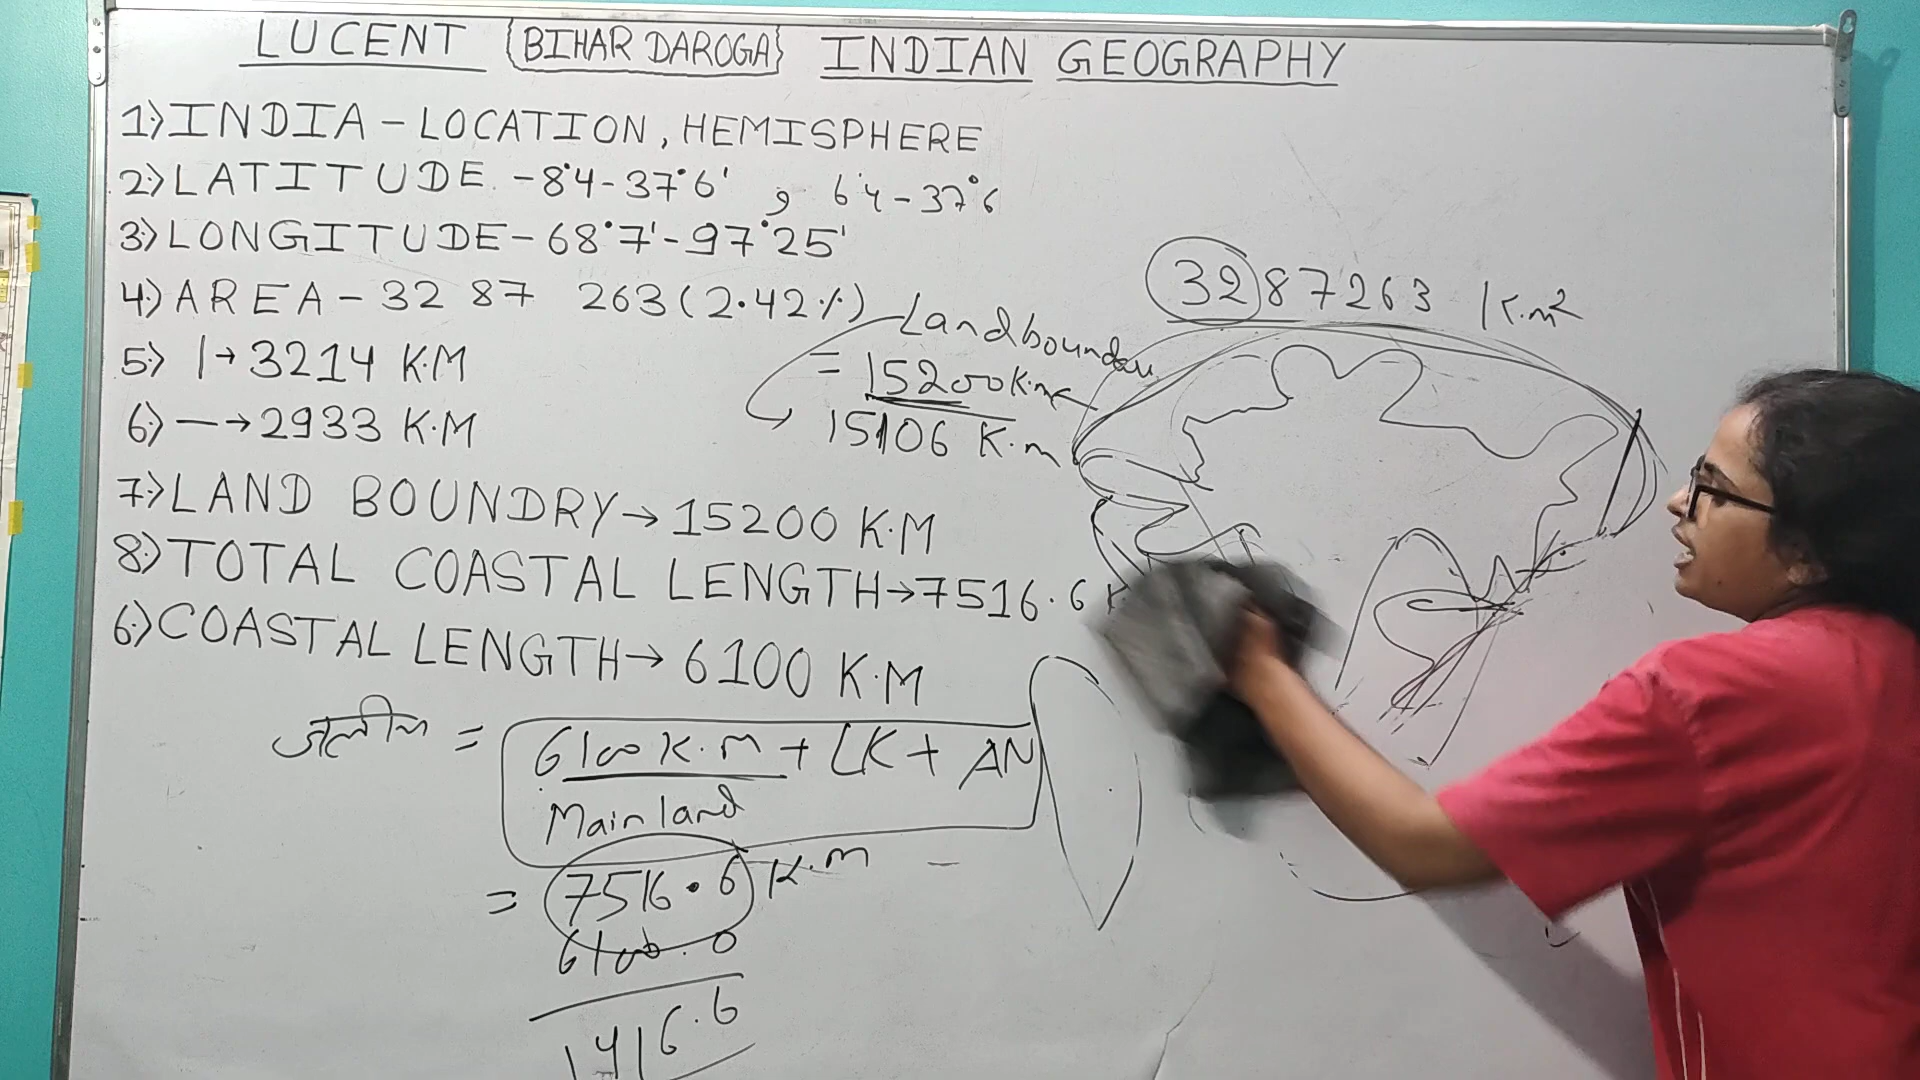 LUCENT {BIHAR DAROGA} INDIAN GEOGRAPHY
1) INDIA - LOCATION, HEMISPHERE
2) LATITUDE - 8°4 - 37°6' , 6°4 - 37°6
3) LONGITUDE - 68°7' - 97°25'
4) AREA - 32 87 263 (2.42%)
3287263 K.m²
Land boundary
= 15200 K.m
15106 K.m
5) | → 3214 K.M
6) — → 2933 K.M
7) LAND BOUNDRY → 15200 K.M
8) TOTAL COASTAL LENGTH → 7516.6 K
6) COASTAL LENGTH → 6100 K.M
जलीय = 6100 K.m + LK + AN
Mainland
= 7516.6 K.m
6100.0
1416.6